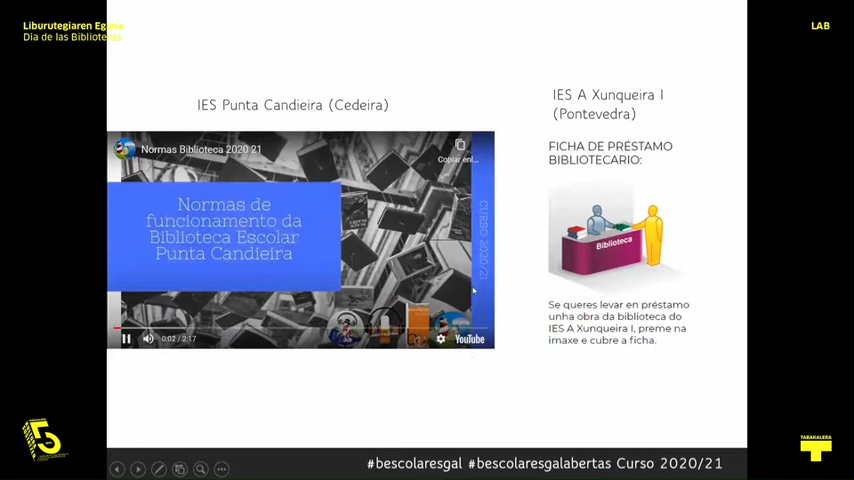 Liburutegiaren Eguna
Día de las Bibliotecas
LAB
IES Punta Candieira (Cedeira)
Normas Biblioteca 2020 21
Copiar enl...
Normas de
funcionamento da
Biblioteca Escolar
Punta Candieira
CURSO 2020/21
0:02 / 2:17
YouTube
IES A Xunqueira I
(Pontevedra)
FICHA DE PRÉSTAMO
BIBLIOTECARIO:
Biblioteca
Se queres levar en préstamo
unha obra da biblioteca do
IES A Xunqueira I, preme na
imaxe e cubre a ficha.
#bescolaresgal #bescolaresgalabertas Curso 2020/21
5
TABAKALERA